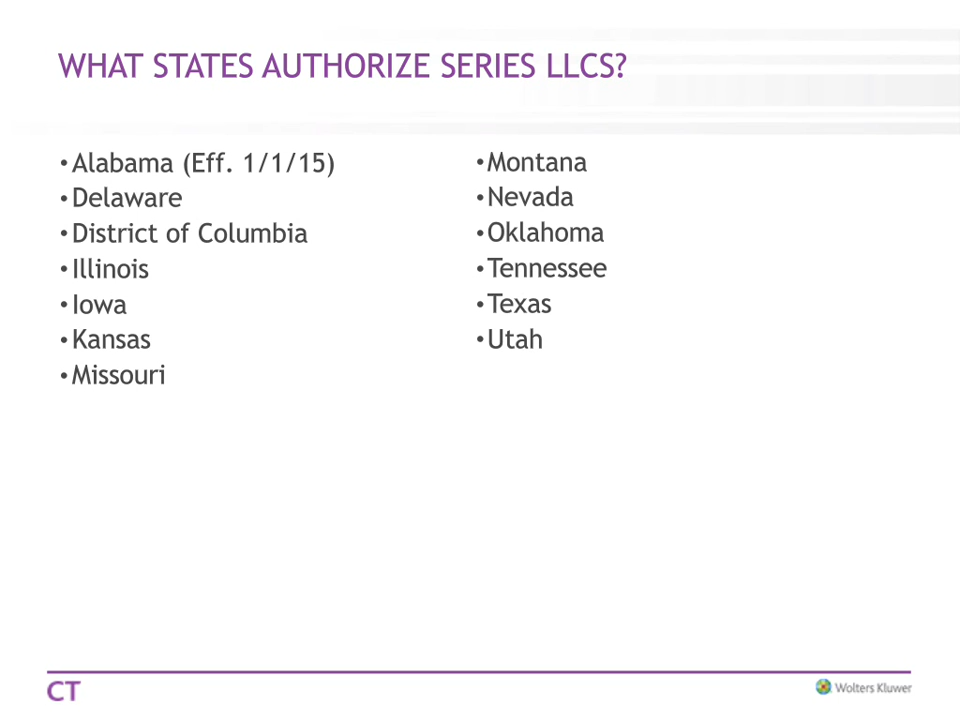 WHAT STATES AUTHORIZE SERIES LLCS?
•Alabama (Eff. 1/1/15)
•Delaware
•District of Columbia
•Illinois
•Iowa
•Kansas
•Missouri
•Montana
•Nevada
•Oklahoma
•Tennessee
•Texas
•Utah
CT
Wolters Kluwer